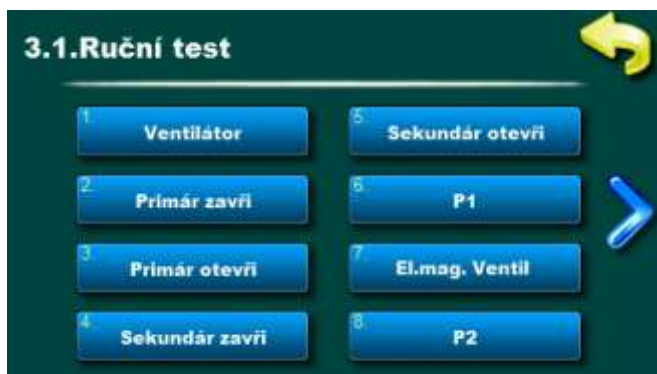 3.1.Ruční test
1.
Ventilátor
2.
Primár zavři
3.
Primár otevři
4.
Sekundár zavři
5.
Sekundár otevři
6.
P1
7.
El.mag. Ventil
8.
P2